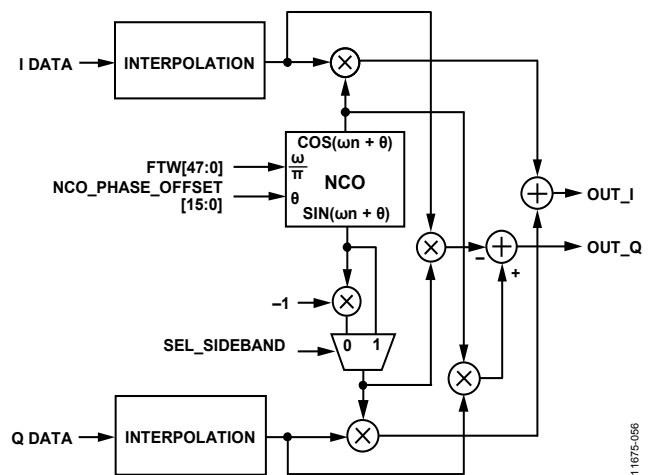 I DATA
INTERPOLATION
COS(ωn + θ)
FTW[47:0]
ω
π
NCO
NCO_PHASE_OFFSET
[15:0]
θ
SIN(ωn + θ)
OUT_I
–
+
OUT_Q
–1
0 1
SEL_SIDEBAND
Q DATA
INTERPOLATION
11675-056